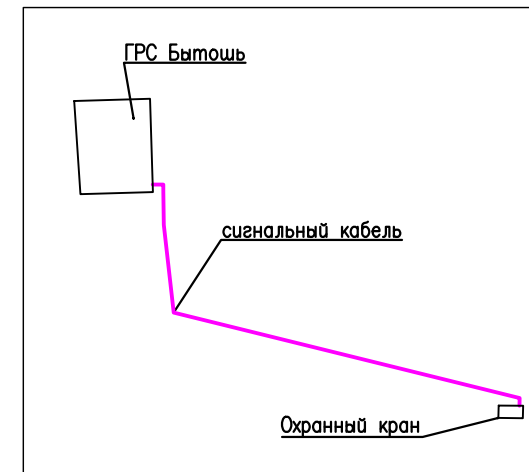 ГРС Бытошь
сигнальный кабель
Охранный кран